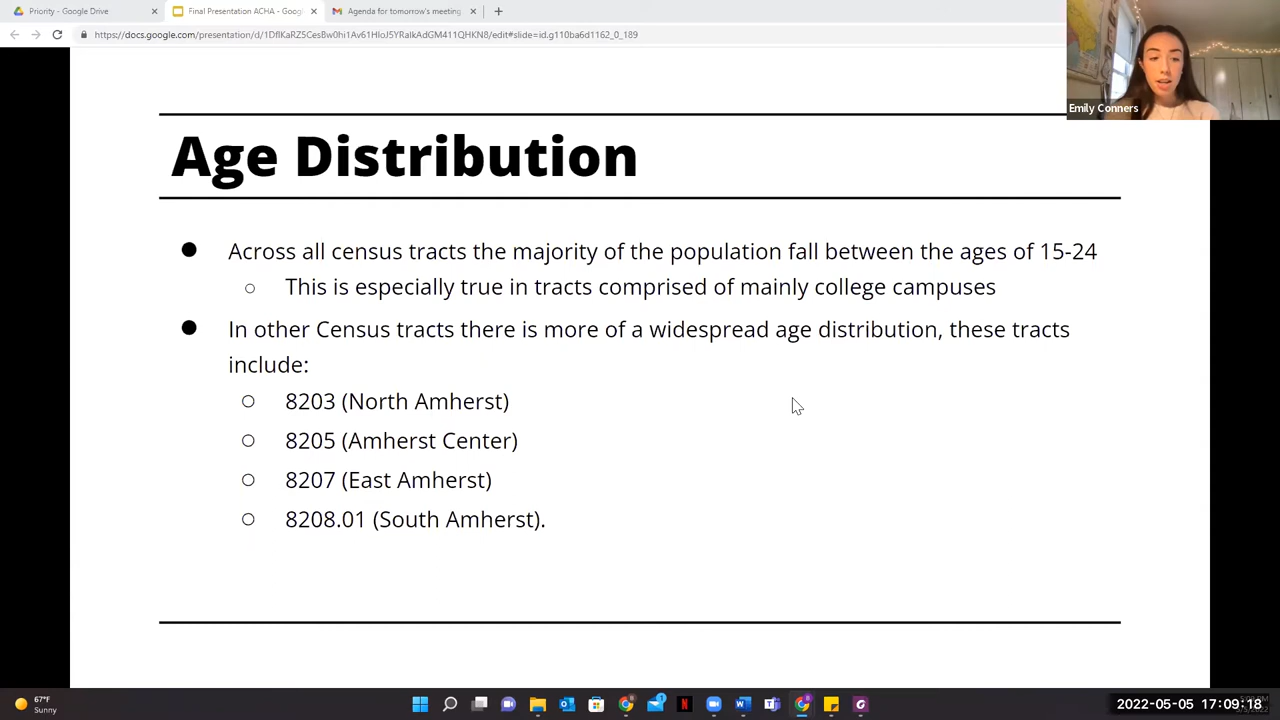 Priority - Google Drive
Final Presentation ACHA - Goog
Agenda for tomorrow's meeting
Emily Conners
Age Distribution
● Across all census tracts the majority of the population fall between the ages of 15-24
○ This is especially true in tracts comprised of mainly college campuses
● In other Census tracts there is more of a widespread age distribution, these tracts
include:
○ 8203 (North Amherst)
○ 8205 (Amherst Center)
○ 8207 (East Amherst)
○ 8208.01 (South Amherst).
67°F
Sunny
2022-05-05 17:09:18